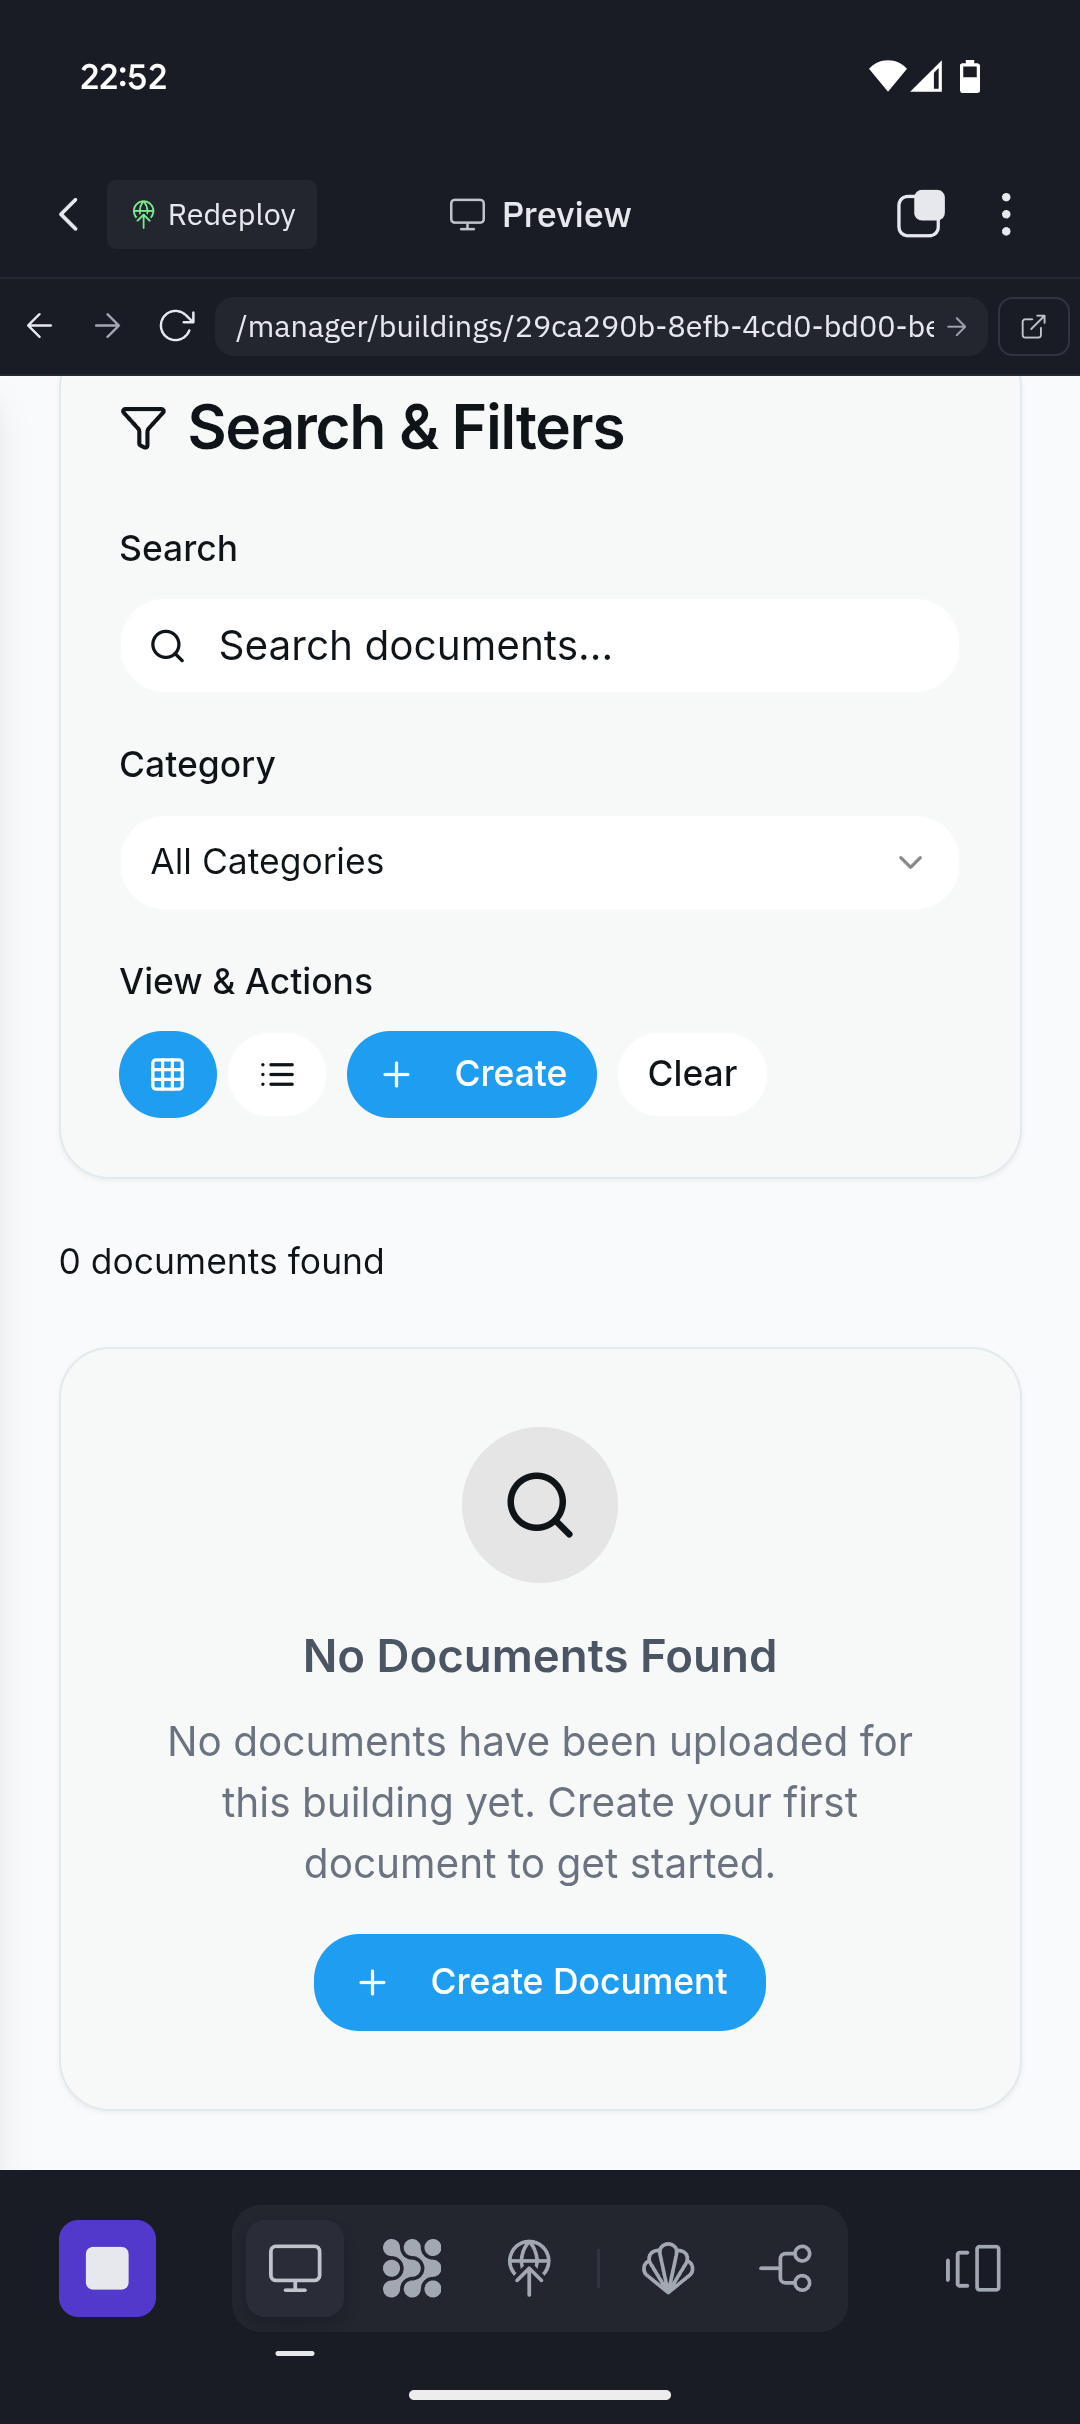 22:52
Redeploy
Preview
/manager/buildings/29ca290b-8efb-4cd0-bd00-be
Search & Filters
Search
Search documents...
Category
All Categories
View & Actions
Create
Clear
0 documents found
No Documents Found
No documents have been uploaded for
this building yet. Create your first
document to get started.
Create Document